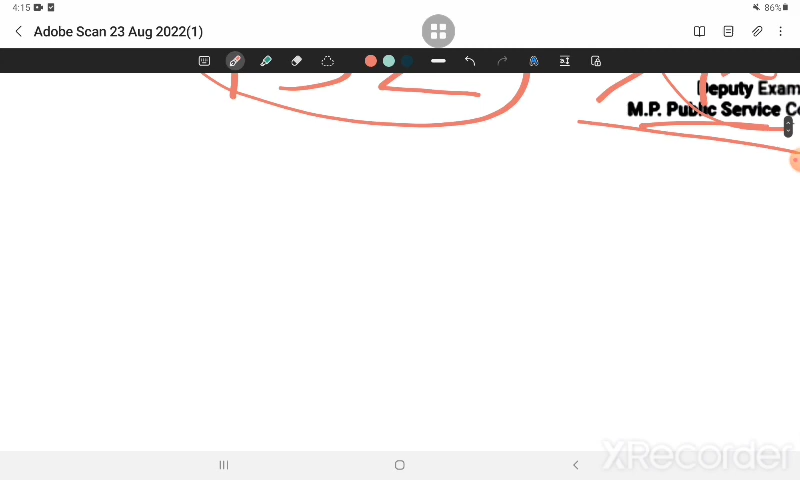 4:15
86%
Adobe Scan 23 Aug 2022(1)
Deputy Exam
M.P. Public Service Co
XRecorder